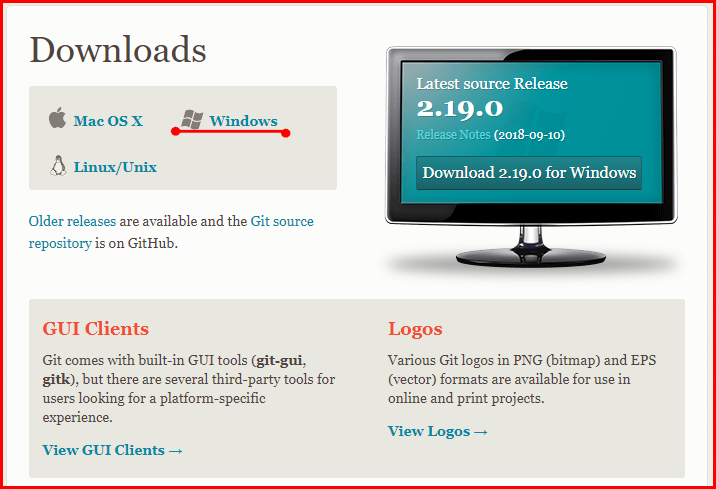 Downloads
Mac OS X
Windows
Linux/Unix
Older releases are available and the Git source
repository is on GitHub.
Latest source Release
2.19.0
Release Notes (2018-09-10)
Download 2.19.0 for Windows
GUI Clients
Git comes with built-in GUI tools (git-gui,
gitk), but there are several third-party tools for
users looking for a platform-specific
experience.
View GUI Clients →
Logos
Various Git logos in PNG (bitmap) and EPS
(vector) formats are available for use in
online and print projects.
View Logos →